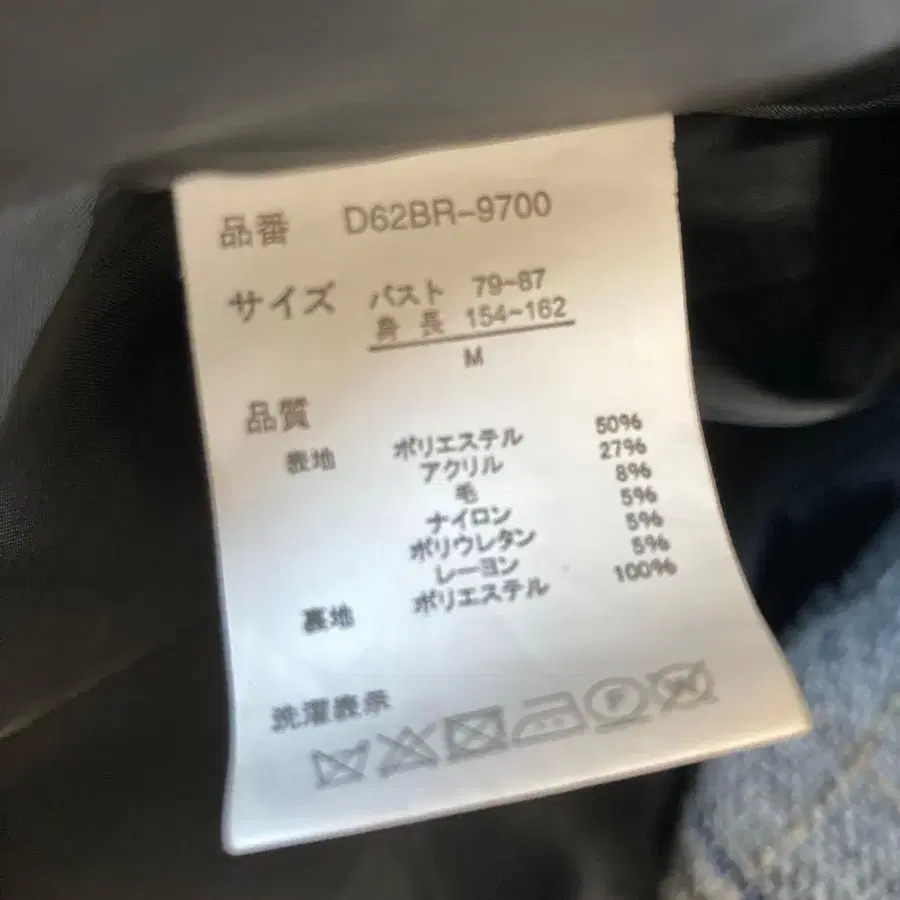 品番 D62BR-9700
サイズ バスト 79-87
身長 154~162
M
品質
表地 ポリエステル 50%
アクリル 27%
毛 8%
ナイロン 5%
ポリウレタン 5%
レーヨン 5%
裏地 ポリエステル 100%
洗濯表示